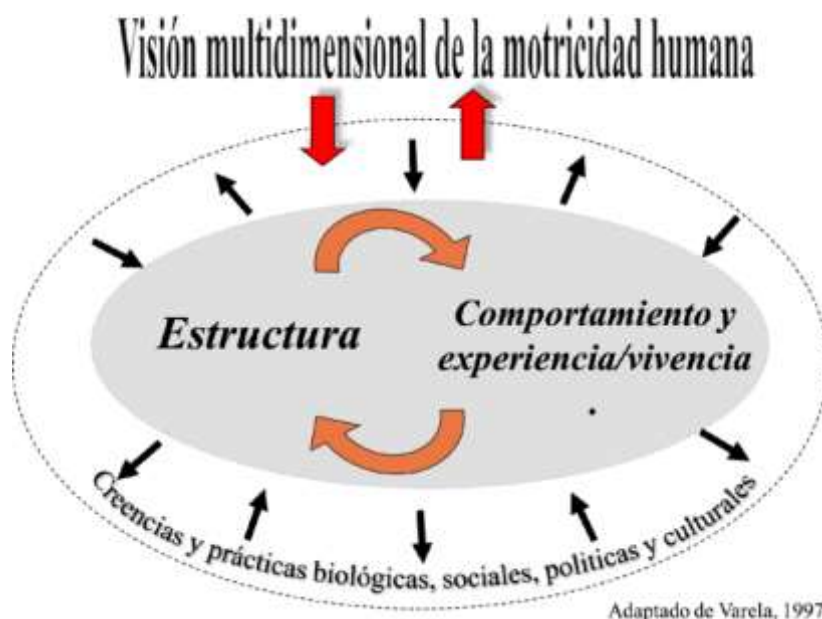 Visión multidimensional de la motricidad humana
Estructura
Comportamiento y
experiencia/vivencia
.
Creencias y prácticas biológicas, sociales, politicas y culturales
Adaptado de Varela, 1997